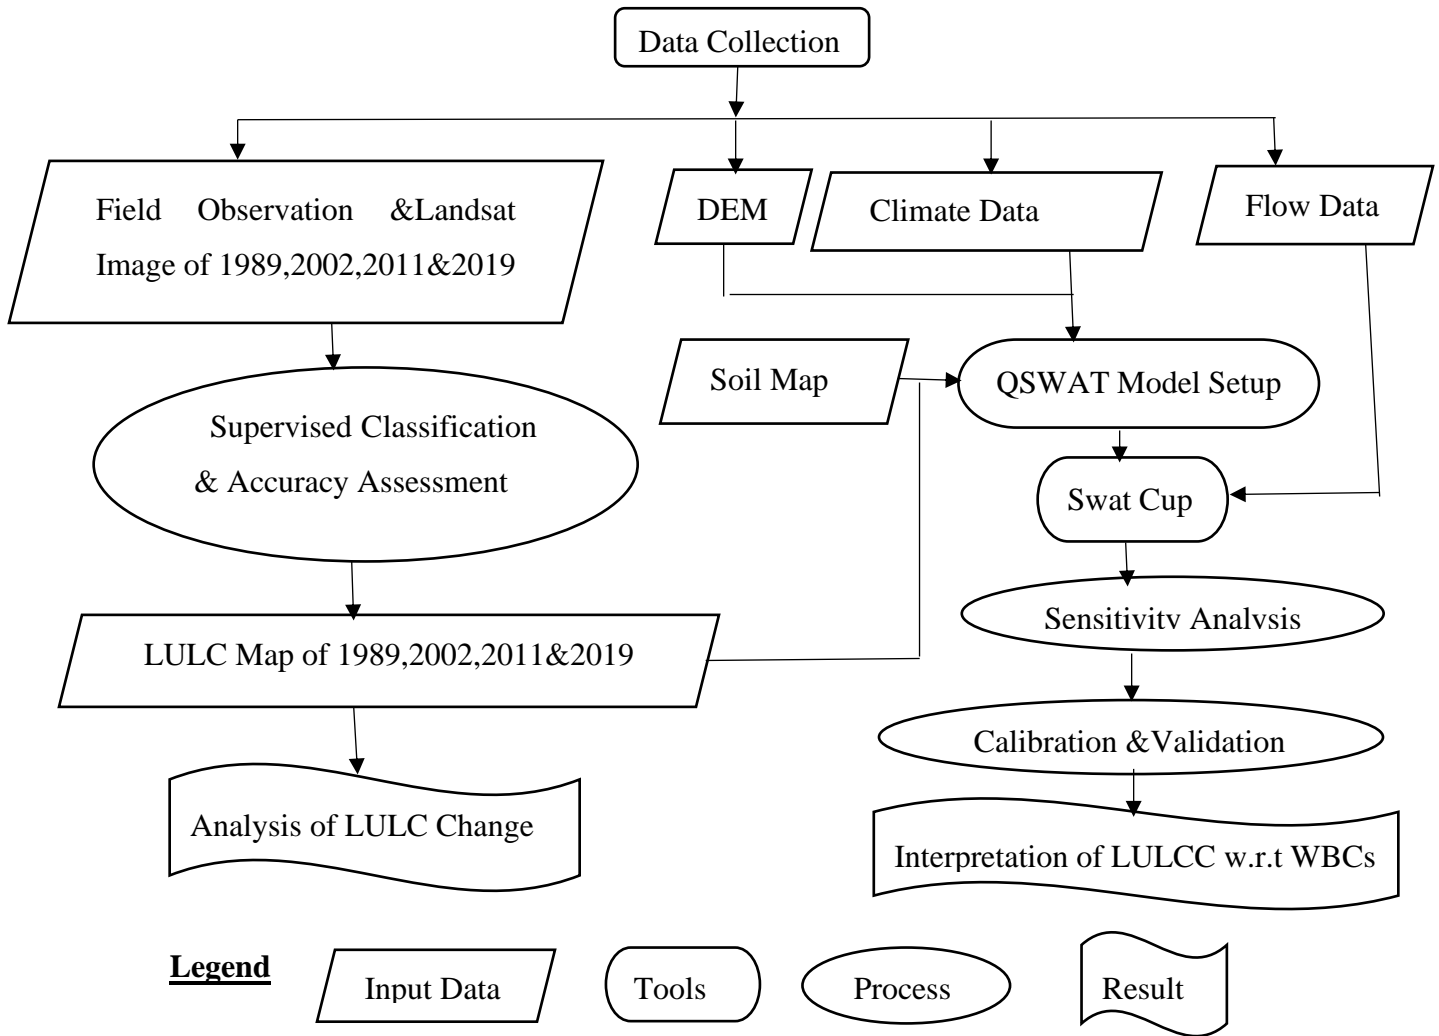 Data Collection
Field Observation &Landsat
Image of 1989,2002,2011&2019
DEM
Climate Data
Flow Data
Soil Map
QSWAT Model Setup
Supervised Classification
& Accuracy Assessment
Swat Cup
Sensitivity Analysis
LULC Map of 1989,2002,2011&2019
Calibration &Validation
Analysis of LULC Change
Interpretation of LULCC w.r.t WBCs
Legend
Input Data
Tools
Process
Result